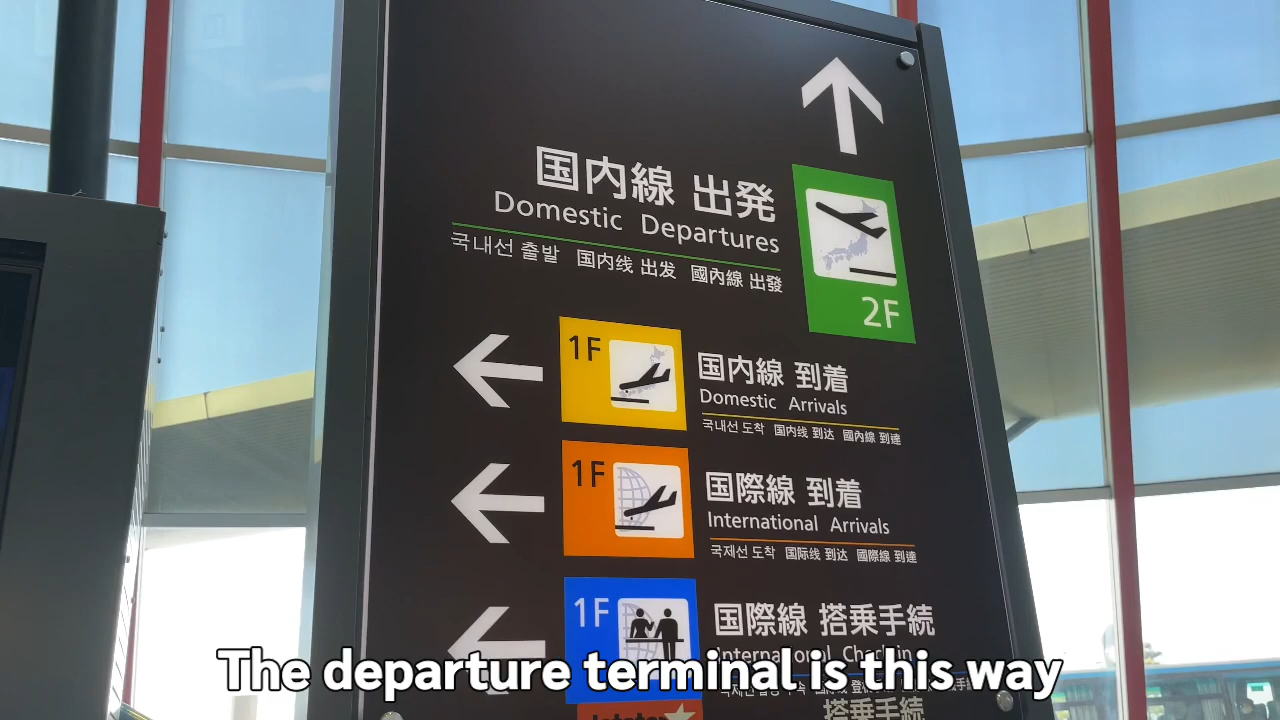 国内線 出発
Domestic Departures
국내선 출발 国内线 出发 國內線 出發
2F
1F
国内線 到着
Domestic Arrivals
국내선 도착 国内线 到达 國內線 到達
1F
国際線 到着
International Arrivals
국제선 도착 国际线 到达 國際線 到達
1F
国際線 搭乗手続
International Check-in
The departure terminal is this way
搭乗手続